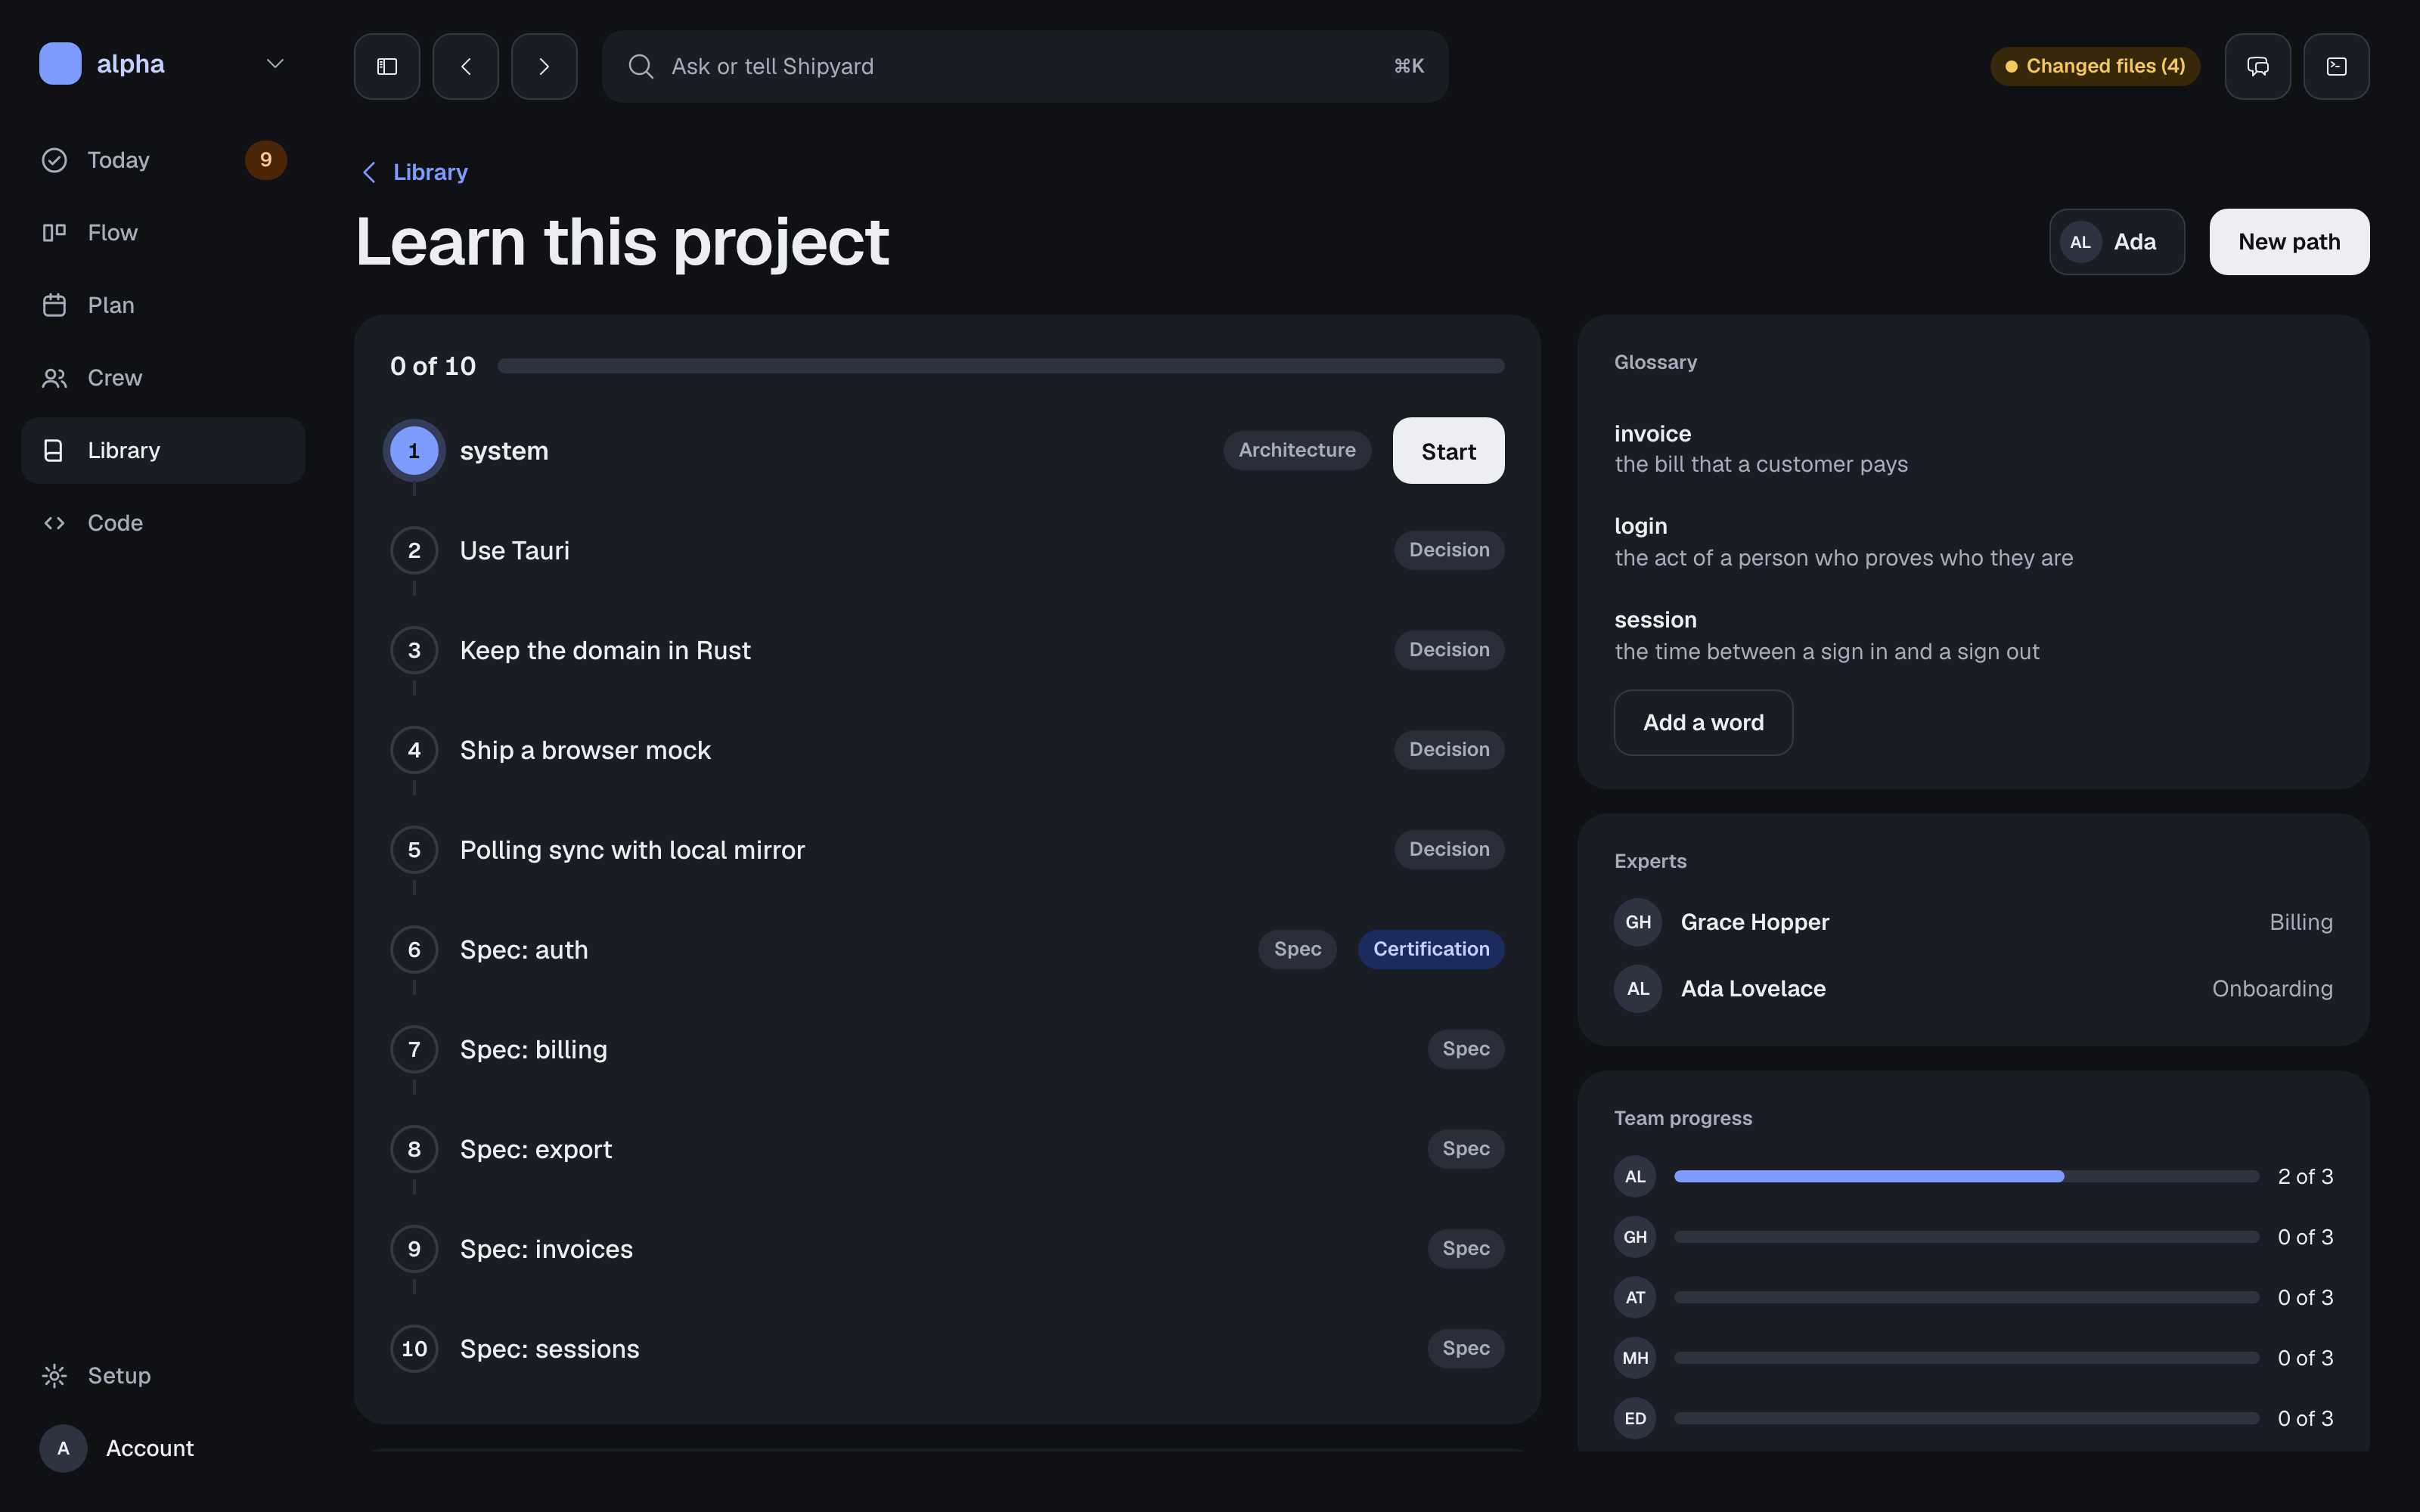 alpha
Today 9
Flow
Plan
Crew
Library
Code
Setup
A Account
Ask or tell Shipyard ⌘K
Changed files (4)
Library
Learn this project
AL Ada
New path
0 of 10
1 system Architecture Start
2 Use Tauri Decision
3 Keep the domain in Rust Decision
4 Ship a browser mock Decision
5 Polling sync with local mirror Decision
6 Spec: auth Spec Certification
7 Spec: billing Spec
8 Spec: export Spec
9 Spec: invoices Spec
10 Spec: sessions Spec
Glossary
invoice
the bill that a customer pays
login
the act of a person who proves who they are
session
the time between a sign in and a sign out
Add a word
Experts
GH Grace Hopper Billing
AL Ada Lovelace Onboarding
Team progress
AL 2 of 3
GH 0 of 3
AT 0 of 3
MH 0 of 3
ED 0 of 3